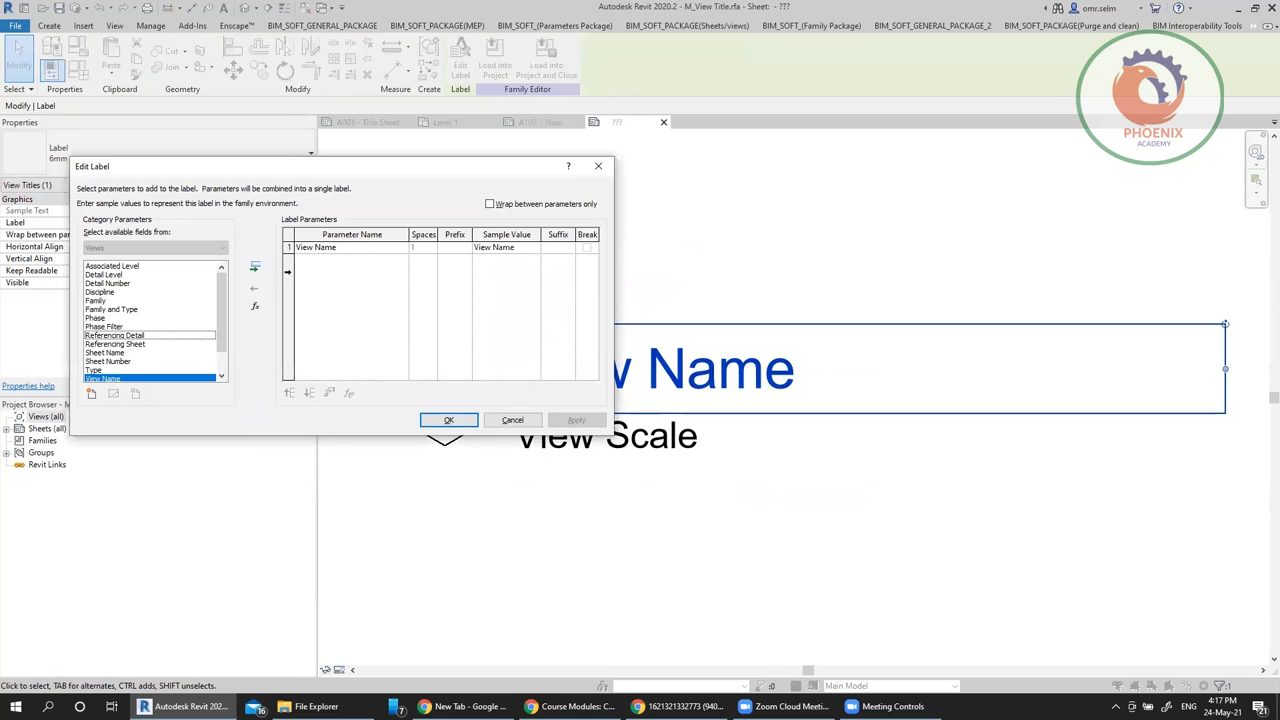 Autodesk Revit 2020.2 - M_View Title.rfa - Sheet: - ???
omr.selm
File
Create
Insert
View
Manage
Add-Ins
Enscape™
BIM_SOFT_GENERAL_PACKAGE
BIM_SOFT_PACKAGE(MEP)
BIM_SOFT_(Parameters Package)
BIM_SOFT_PACKAGE(Sheets/views)
BIM_SOFT_(Family Package)
BIM_SOFT_GENERAL_PACKAGE_2
BIM_SOFT_PACKAGE(Purge and clean)
BIM Interoperability Tools
Modify
Paste
Cut
Join
Edit
Label
Load into
Project
Load into
Project and Close
Select
Properties
Clipboard
Geometry
Modify
Measure
Create
Label
Family Editor
PHOENIX
ACADEMY
Modify | Label
Properties
A001 - Title Sheet
Level 1
A102 - Plans
???
Label
6mm
View Titles (1)
Graphics
Sample Text
Label
Wrap between param
Horizontal Align
Vertical Align
Keep Readable
Visible
Properties help
Project Browser - M
Views (all)
Sheets (all)
Families
Groups
Revit Links
Edit Label
?
Select parameters to add to the label. Parameters will be combined into a single label.
Enter sample values to represent this label in the family environment.
Wrap between parameters only
Category Parameters
Select available fields from:
Views
Associated Level
Detail Level
Detail Number
Discipline
Family
Family and Type
Phase
Phase Filter
Referencing Detail
Referencing Sheet
Sheet Name
Sheet Number
Type
View Name
Label Parameters
Parameter Name Spaces Prefix Sample Value Suffix Break
1 View Name 1 View Name
OK
Cancel
Apply
w Name
View Scale
Click to select, TAB for alternates, CTRL adds, SHIFT unselects.
:0
Main Model
:1
Autodesk Revit 202...
16
File Explorer
7
New Tab - Google ...
Course Modules: C...
1621321332773 (940...
Zoom Cloud Meeti...
Meeting Controls
4:17 PM
24-May-21
21